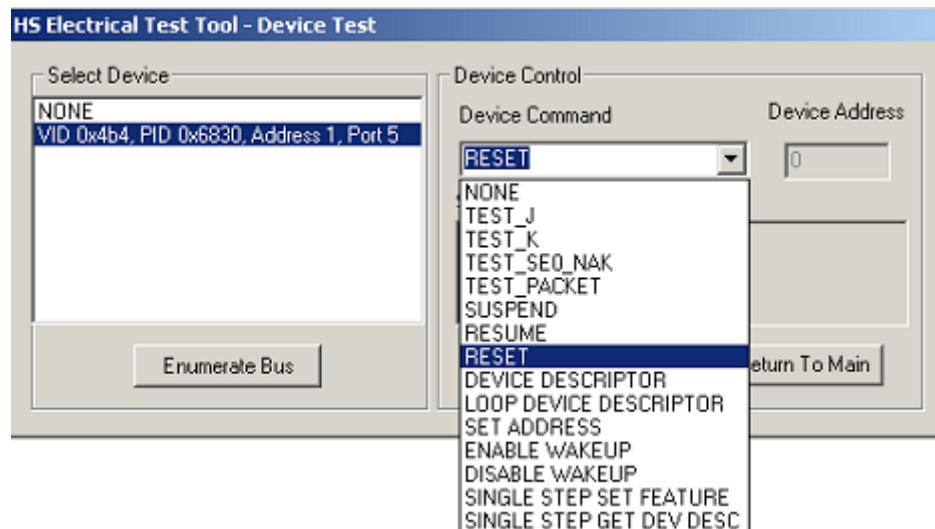 HS Electrical Test Tool - Device Test
Select Device
NONE
VID 0x4b4, PID 0x6830, Address 1, Port 5
Enumerate Bus
Device Control
Device Command
Device Address
RESET
0
NONE
TEST_J
TEST_K
TEST_SE0_NAK
TEST_PACKET
SUSPEND
RESUME
RESET
DEVICE DESCRIPTOR
LOOP DEVICE DESCRIPTOR
SET ADDRESS
ENABLE WAKEUP
DISABLE WAKEUP
SINGLE STEP SET FEATURE
SINGLE STEP GET DEV DESC
eturn To Main